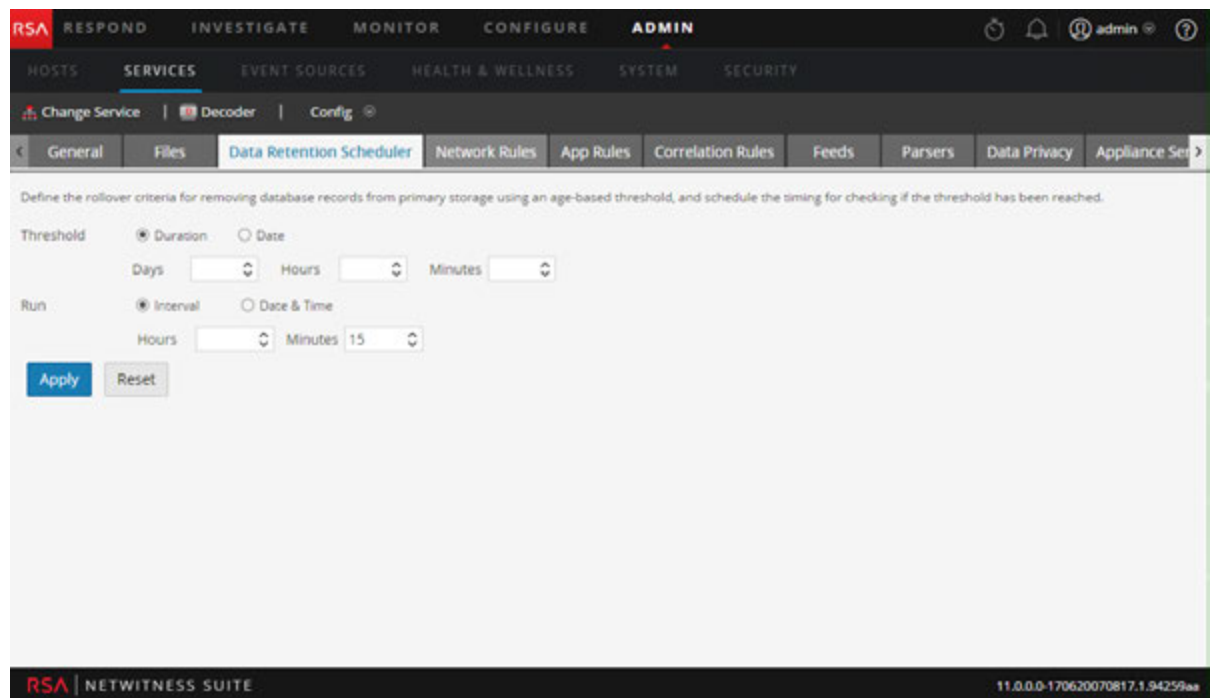 RSA RESPOND INVESTIGATE MONITOR CONFIGURE ADMIN admin ?
HOSTS SERVICES EVENT SOURCES HEALTH & WELLNESS SYSTEM SECURITY
Change Service | Decoder | Config
General Files Data Retention Scheduler Network Rules App Rules Correlation Rules Feeds Parsers Data Privacy Appliance Ser
Define the rollover criteria for removing database records from primary storage using an age-based threshold, and schedule the timing for checking if the threshold has been reached.
Threshold Duration Date
Days Hours Minutes
Run Interval Date & Time
Hours Minutes 15
Apply Reset
RSA | NETWITNESS SUITE 11.0.0.0-170620070817.1.94259aa